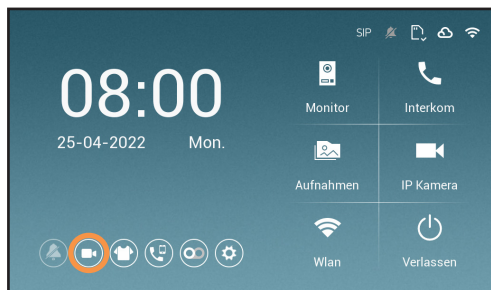 SIP
08:00
25-04-2022 Mon.
Monitor Interkom
Aufnahmen IP Kamera
Wlan Verlassen